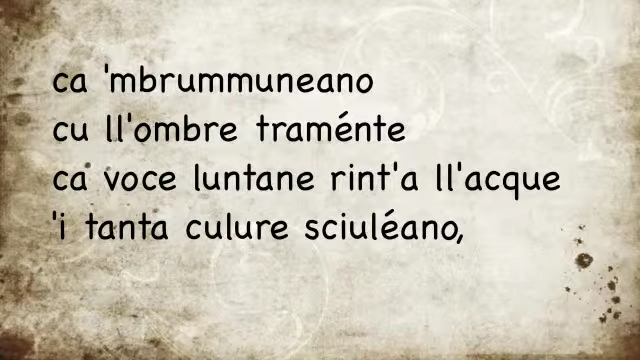 ca 'mbrummuneano
cu ll'ombre traménte
ca voce luntane rint'a ll'acque
'i tanta culure sciuléano,